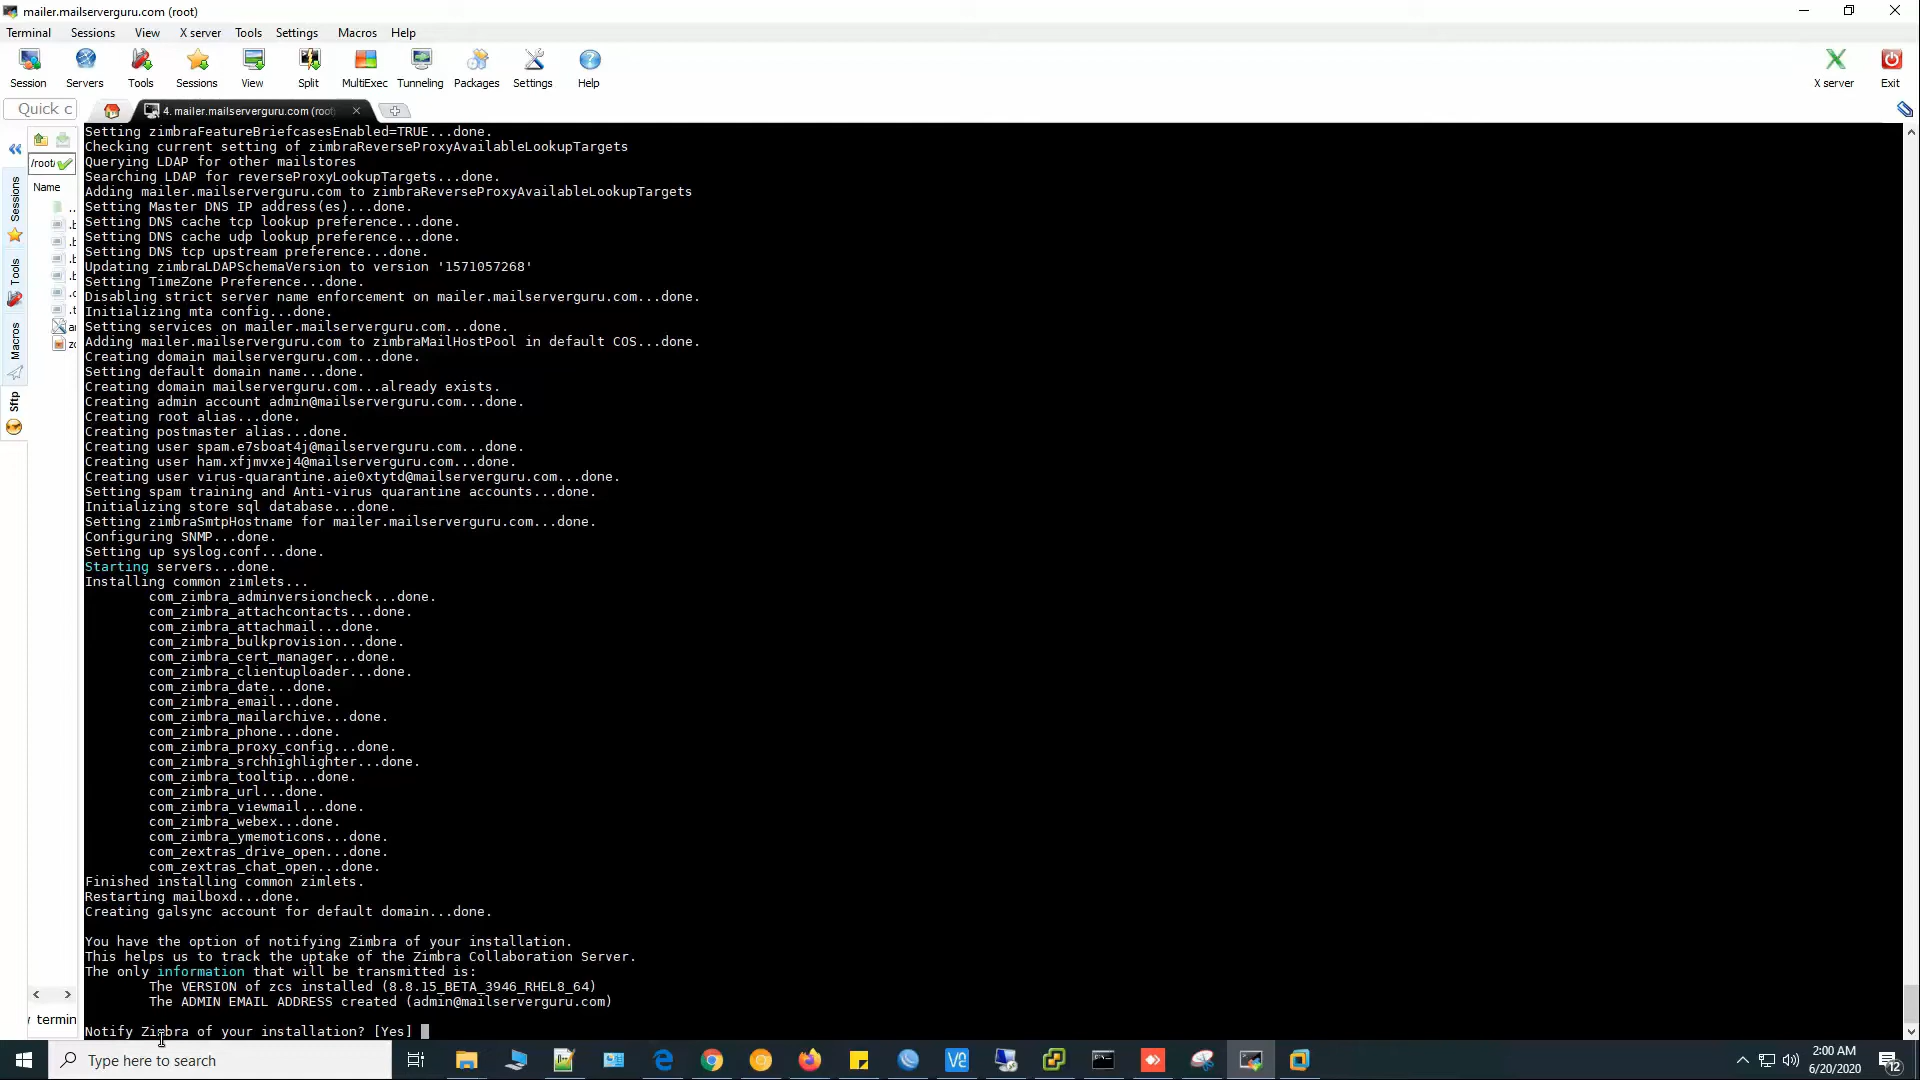 mailer.mailserverguru.com (root)
Terminal Sessions View X server Tools Settings Macros Help
Session Servers Tools Sessions View Split MultiExec Tunneling Packages Settings Help X server Exit
Quick c
4. mailer.mailserverguru.com (root
/root/
Name
..
.b
.b
.b
.b
.c
.t
a
zc
Sessions
Tools
Macros
Sftp
termin
Setting zimbraFeatureBriefcasesEnabled=TRUE...done.
Checking current setting of zimbraReverseProxyAvailableLookupTargets
Querying LDAP for other mailstores
Searching LDAP for reverseProxyLookupTargets...done.
Adding mailer.mailserverguru.com to zimbraReverseProxyAvailableLookupTargets
Setting Master DNS IP address(es)...done.
Setting DNS cache tcp lookup preference...done.
Setting DNS cache udp lookup preference...done.
Setting DNS tcp upstream preference...done.
Updating zimbraLDAPSchemaVersion to version '1571057268'
Setting TimeZone Preference...done.
Disabling strict server name enforcement on mailer.mailserverguru.com...done.
Initializing mta config...done.
Setting services on mailer.mailserverguru.com...done.
Adding mailer.mailserverguru.com to zimbraMailHostPool in default COS...done.
Creating domain mailserverguru.com...done.
Setting default domain name...done.
Creating domain mailserverguru.com...already exists.
Creating admin account admin@mailserverguru.com...done.
Creating root alias...done.
Creating postmaster alias...done.
Creating user spam.e7sboat4j@mailserverguru.com...done.
Creating user ham.xfjmvxej4@mailserverguru.com...done.
Creating user virus-quarantine.aie0xtytd@mailserverguru.com...done.
Setting spam training and Anti-virus quarantine accounts...done.
Initializing store sql database...done.
Setting zimbraSmtpHostname for mailer.mailserverguru.com...done.
Configuring SNMP...done.
Setting up syslog.conf...done.
Starting servers...done.
Installing common zimlets...
com_zimbra_adminversioncheck...done.
com_zimbra_attachcontacts...done.
com_zimbra_attachmail...done.
com_zimbra_bulkprovision...done.
com_zimbra_cert_manager...done.
com_zimbra_clientuploader...done.
com_zimbra_date...done.
com_zimbra_email...done.
com_zimbra_mailarchive...done.
com_zimbra_phone...done.
com_zimbra_proxy_config...done.
com_zimbra_srchhighlighter...done.
com_zimbra_tooltip...done.
com_zimbra_url...done.
com_zimbra_viewmail...done.
com_zimbra_webex...done.
com_zimbra_ymemoticons...done.
com_zextras_drive_open...done.
com_zextras_chat_open...done.
Finished installing common zimlets.
Restarting mailboxd...done.
Creating galsync account for default domain...done.
You have the option of notifying Zimbra of your installation.
This helps us to track the uptake of the Zimbra Collaboration Server.
The only information that will be transmitted is:
The VERSION of zcs installed (8.8.15_BETA_3946_RHEL8_64)
The ADMIN EMAIL ADDRESS created (admin@mailserverguru.com)
Notify Zimbra of your installation? [Yes]
Type here to search
2:00 AM
6/20/2020
12